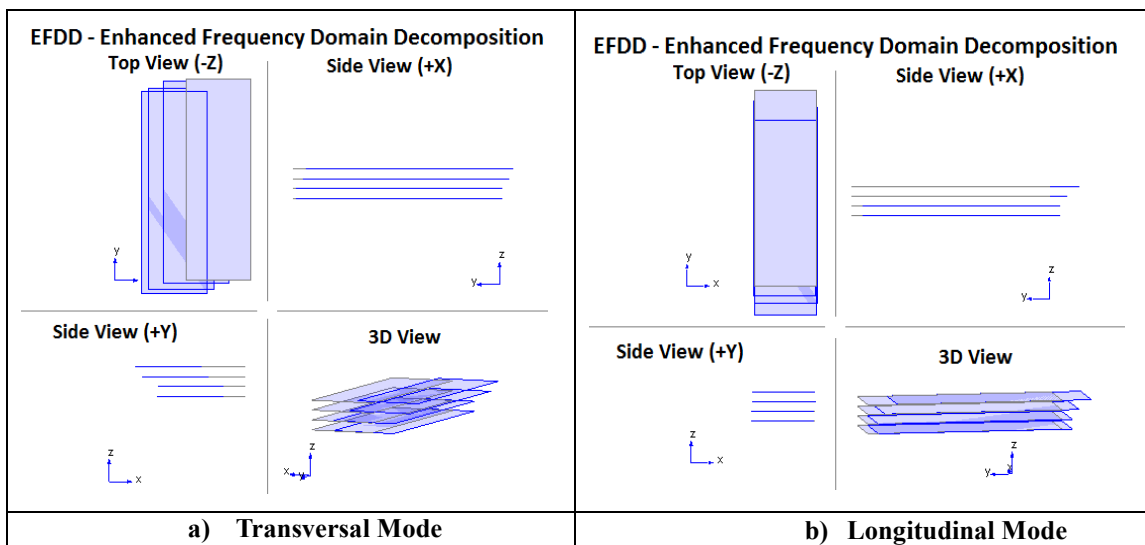 EFDD - Enhanced Frequency Domain Decomposition
Top View (-Z)
Side View (+X)
y
z
y
Side View (+Y)
3D View
z
x
z
x
y
a) Transversal Mode
EFDD - Enhanced Frequency Domain Decomposition
Top View (-Z)
Side View (+X)
y
x
z
y
Side View (+Y)
3D View
z
x
z
y
x
b) Longitudinal Mode